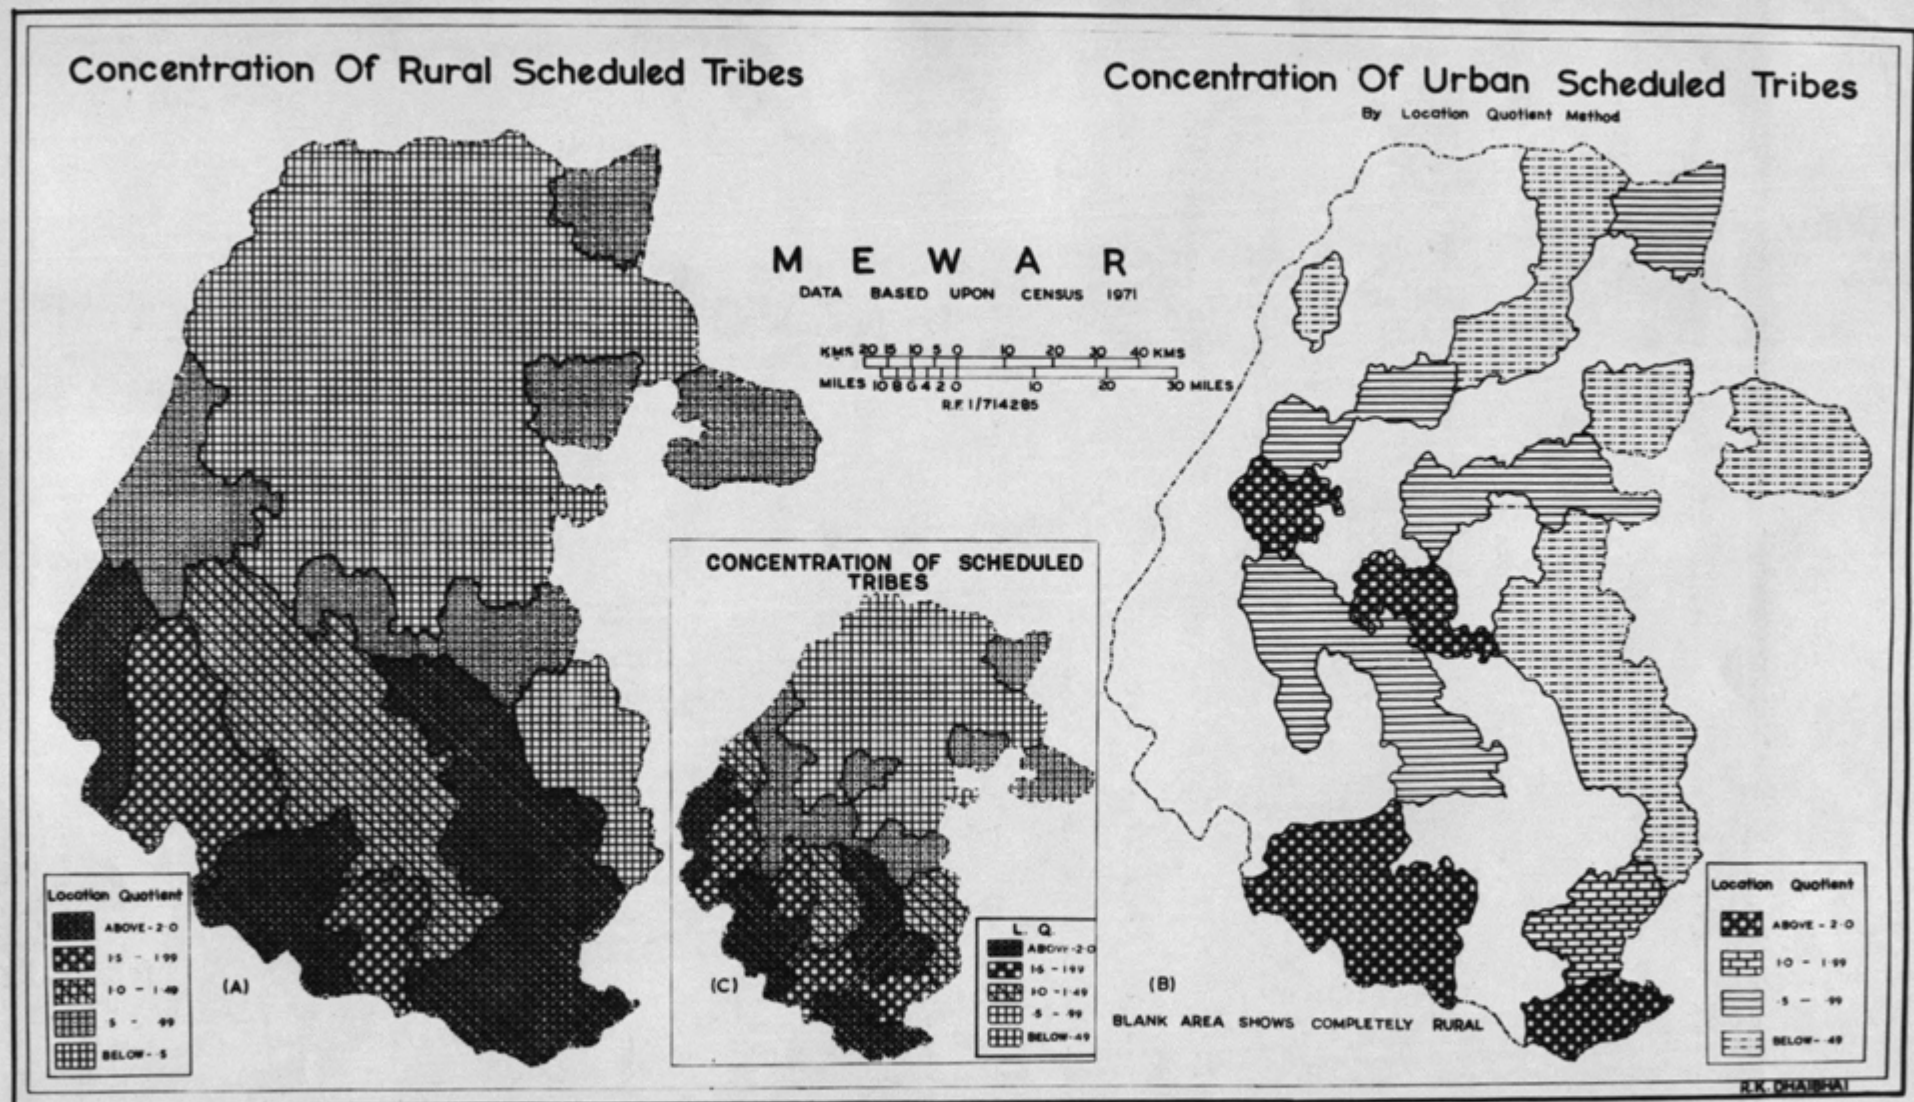 Concentration Of Rural Scheduled Tribes
Concentration Of Urban Scheduled Tribes
By Location Quotient Method
MEWAR
DATA BASED UPON CENSUS 1971
KMS 20 15 10 5 0 10 20 30 40 KMS
MILES 10 8 6 4 2 0 10 20 30 MILES
R.F. 1/714285
CONCENTRATION OF SCHEDULED
TRIBES
Location Quotient
ABOVE - 2·0
1·5 - 1·99
1·0 - 1·49
·5 - ·99
BELOW - ·5
(A)
(C)
L. Q.
ABOVE - 2·0
1·5 - 1·99
1·0 - 1·49
·5 - ·99
BELOW - ·49
(B)
BLANK AREA SHOWS COMPLETELY RURAL
Location Quotient
ABOVE - 2·0
1·0 - 1·99
·5 - ·99
BELOW - ·49
R.K. DHAIBHAI